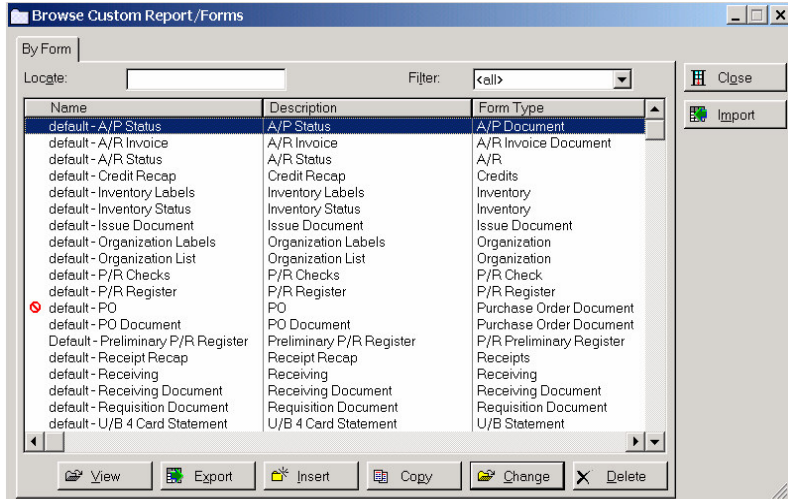 Browse Custom Report/Forms
By Form
Locate: Filter: <all>
Close
Import
Name Description Form Type
default - A/P Status A/P Status A/P Document
default - A/R Invoice A/R Invoice A/R Invoice Document
default - A/R Status A/R Status A/R
default - Credit Recap Credit Recap Credits
default - Inventory Labels Inventory Labels Inventory
default - Inventory Status Inventory Status Inventory
default - Issue Document Issue Document Issue Document
default - Organization Labels Organization Labels Organization
default - Organization List Organization List Organization
default - P/R Checks P/R Checks P/R Check
default - P/R Register P/R Register P/R Register
default - PO PO Purchase Order Document
default - PO Document PO Document Purchase Order Document
Default - Preliminary P/R Register Preliminary P/R Register P/R Preliminary Register
default - Receipt Recap Receipt Recap Receipts
default - Receiving Receiving Receiving
default - Receiving Document Receiving Document Receiving Document
default - Requisition Document Requisition Document Requisition Document
default - U/B 4 Card Statement U/B 4 Card Statement U/B Statement
View Export Insert Copy Change Delete